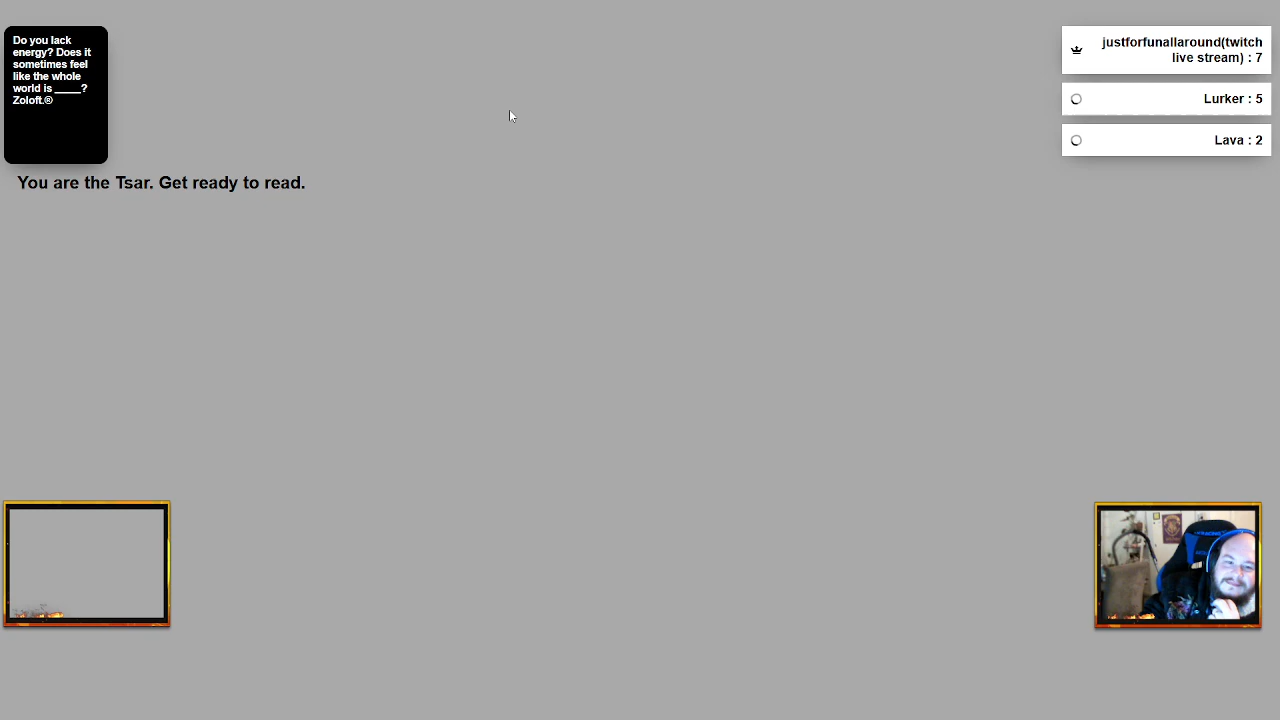 Do you lack
energy? Does it
sometimes feel
like the whole
world is _____?
Zoloft.®
justforfunallaround(twitch
live stream) : 7
Lurker : 5
Lava : 2
You are the Tsar. Get ready to read.